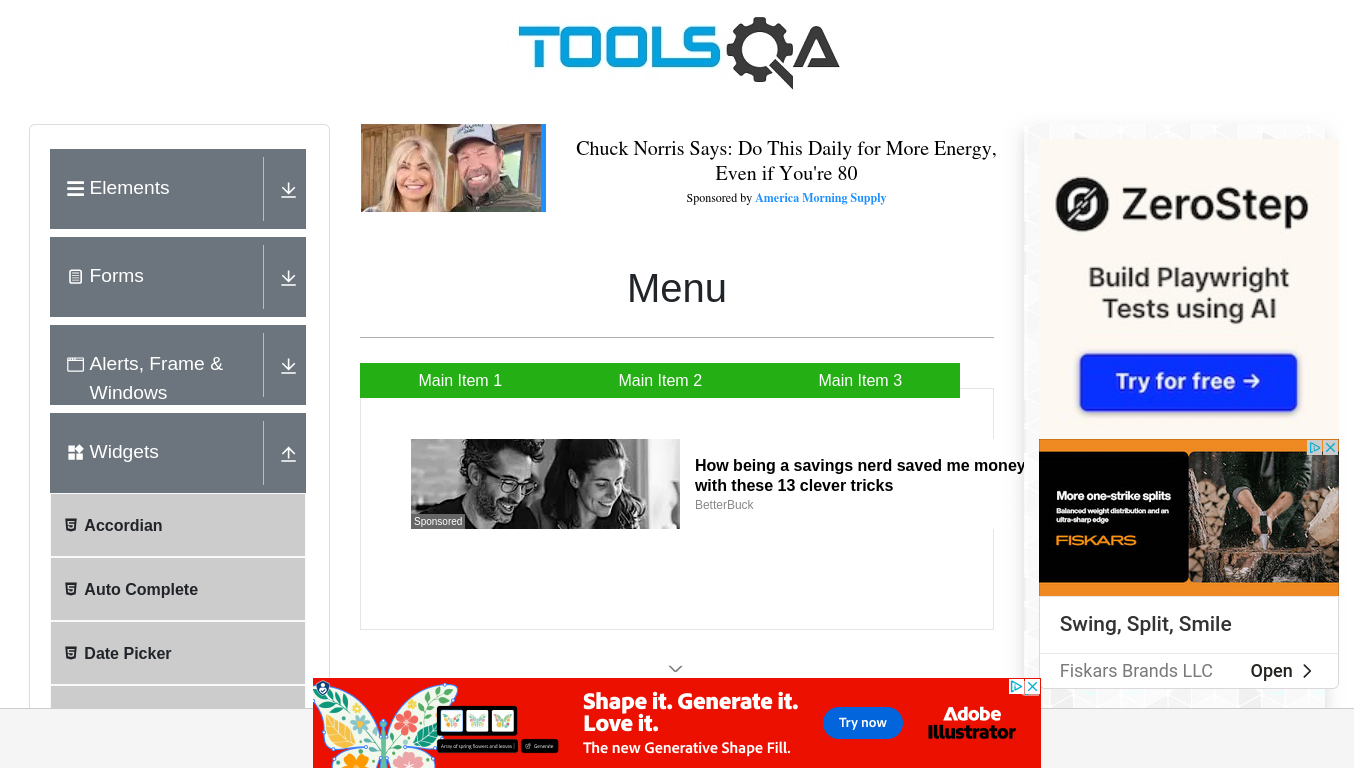 TOOLSQA
Elements
Forms
Alerts, Frame &
Windows
Widgets
Accordian
Auto Complete
Date Picker
Chuck Norris Says: Do This Daily for More Energy,
Even if You're 80
Sponsored by America Morning Supply
Menu
Main Item 1
Main Item 2
Main Item 3
Sponsored
How being a savings nerd saved me money
with these 13 clever tricks
BetterBuck
ZeroStep
Build Playwright
Tests using AI
Try for free →
More one-strike splits
Balanced weight distribution and an
ultra-sharp edge
FISKARS
Swing, Split, Smile
Fiskars Brands LLC
Open
Array of spring flowers and leaves
Generate
Shape it. Generate it.
Love it.
The new Generative Shape Fill.
Try now
Adobe
Illustrator